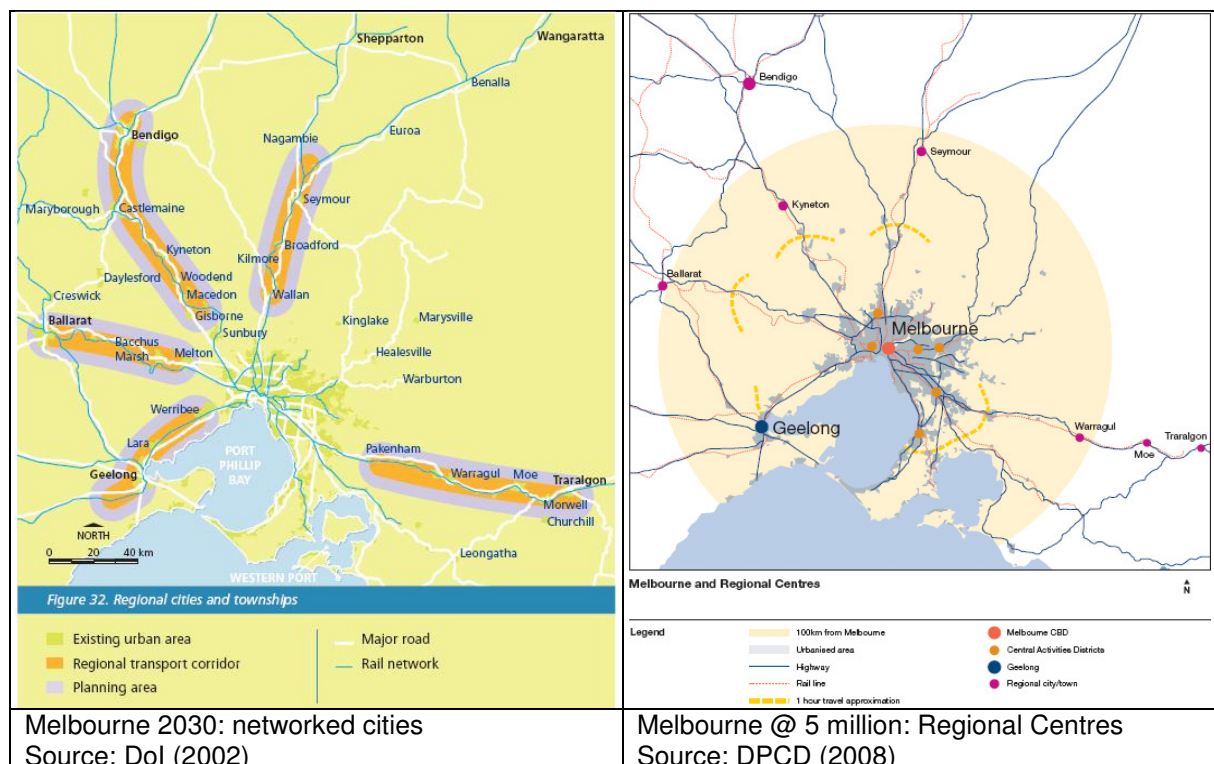 Shepparton
Wangaratta
Benalla
Nagambie
Euroa
Bendigo
Seymour
Maryborough
Castlemaine
Broadford
Kyneton
Kilmore
Daylesford
Woodend
Macedon
Wallan
Creswick
Gisborne
Kinglake
Marysville
Ballarat
Sunbury
Bacchus
Marsh
Melton
Healesville
Warburton
Werribee
Lara
PORT
PHILLIP
BAY
Geelong
Pakenham
Warragul
Moe
Traralgon
Morwell
Churchill
NORTH
0 20 40 km
Leongatha
WESTERN PORT
Figure 32. Regional cities and townships
Existing urban area
Regional transport corridor
Planning area
Major road
Rail network
Melbourne 2030: networked cities
Source: DoI (2002)
Bendigo
Seymour
Kyneton
Ballarat
Melbourne
Geelong
Warragul
Moe
Traralgon
Melbourne and Regional Centres
N
Legend
100km from Melbourne
Urbanised area
Highway
Rail line
1 hour travel approximation
Melbourne CBD
Central Activities Districts
Geelong
Regional city/town
Melbourne @ 5 million: Regional Centres
Source: DPCD (2008)